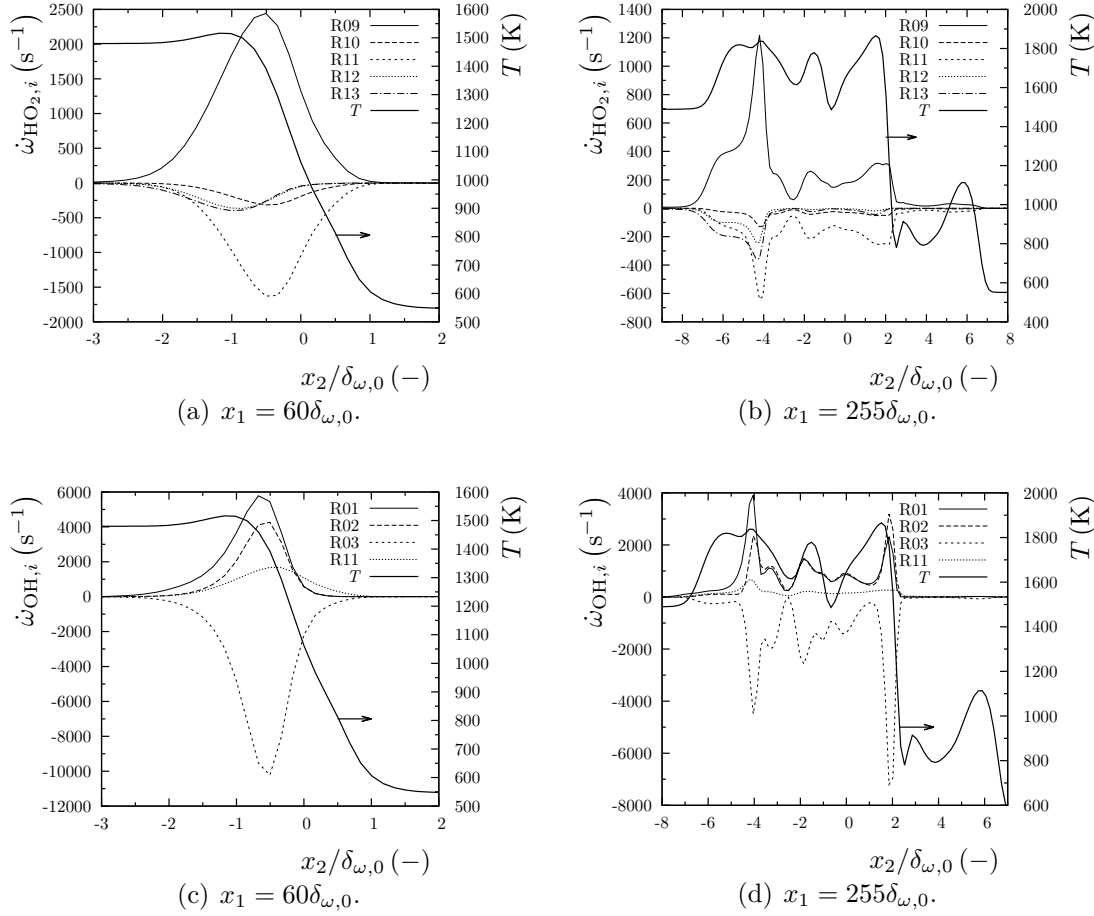 2500
2000
1500
1000
500
0
-500
-1000
-1500
-2000
ω̇HO₂,i (s⁻¹)
R09
R10
R11
R12
R13
T
1600
1500
1400
1300
1200
1100
1000
900
800
700
600
500
T (K)
-3 -2 -1 0 1 2
x₂/δω,0 (−)
(a) x₁ = 60δω,0.
1400
1200
1000
800
600
400
200
0
-200
-400
-600
-800
ω̇HO₂,i (s⁻¹)
R09
R10
R11
R12
R13
T
2000
1800
1600
1400
1200
1000
800
600
400
T (K)
-8 -6 -4 -2 0 2 4 6 8
x₂/δω,0 (−)
(b) x₁ = 255δω,0.
6000
4000
2000
0
-2000
-4000
-6000
-8000
-10000
-12000
ω̇OH,i (s⁻¹)
R01
R02
R03
R11
T
1600
1500
1400
1300
1200
1100
1000
900
800
700
600
500
T (K)
-3 -2 -1 0 1 2
x₂/δω,0 (−)
(c) x₁ = 60δω,0.
4000
2000
0
-2000
-4000
-6000
-8000
ω̇OH,i (s⁻¹)
R01
R02
R03
R11
T
2000
1800
1600
1400
1200
1000
800
600
T (K)
-8 -6 -4 -2 0 2 4 6
x₂/δω,0 (−)
(d) x₁ = 255δω,0.